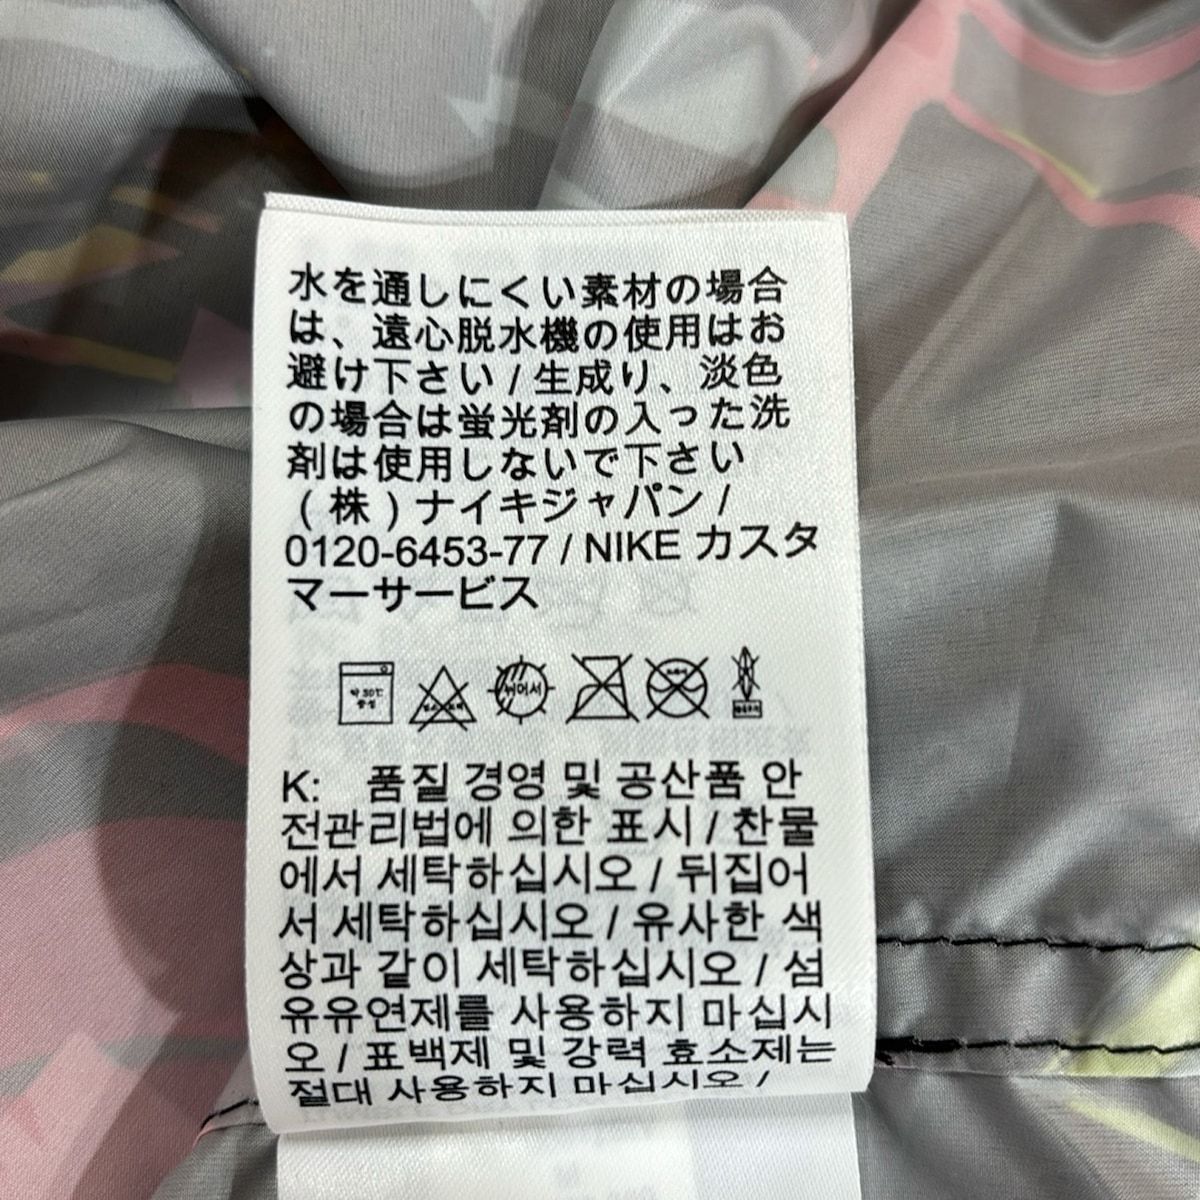 水を通しにくい素材の場合
は、遠心脱水機の使用はお
避け下さい / 生成り、淡色
の場合は蛍光剤の入った洗
剤は使用しないで下さい
(株)ナイキジャパン /
0120-6453-77 / NIKE カスタ
マーサービス
약 30℃
중성
뉘어서
K: 품질 경영 및 공산품 안
전관리법에 의한 표시 / 찬물
에서 세탁하십시오 / 뒤집어
서 세탁하십시오 / 유사한 색
상과 같이 세탁하십시오 / 섬
유유연제를 사용하지 마십시
오 / 표백제 및 강력 효소제는
절대 사용하지 마십시오 /